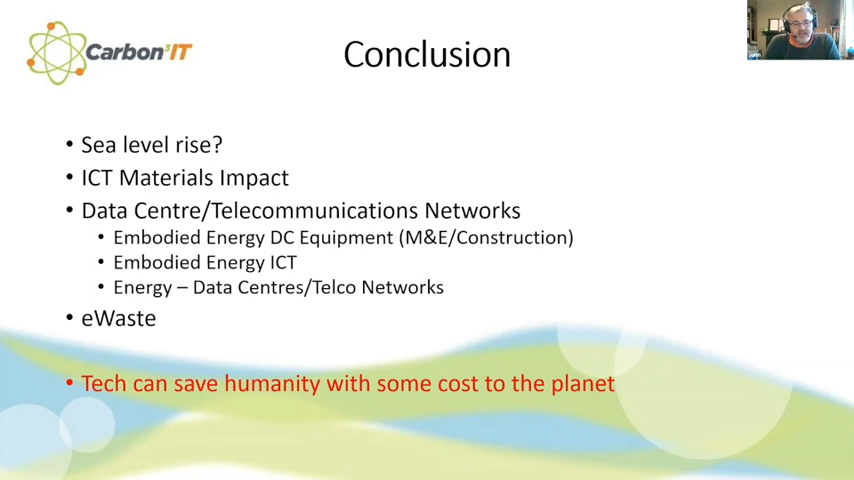 Carbon³IT
Conclusion
• Sea level rise?
• ICT Materials Impact
• Data Centre/Telecommunications Networks
• Embodied Energy DC Equipment (M&E/Construction)
• Embodied Energy ICT
• Energy – Data Centres/Telco Networks
• eWaste
• Tech can save humanity with some cost to the planet